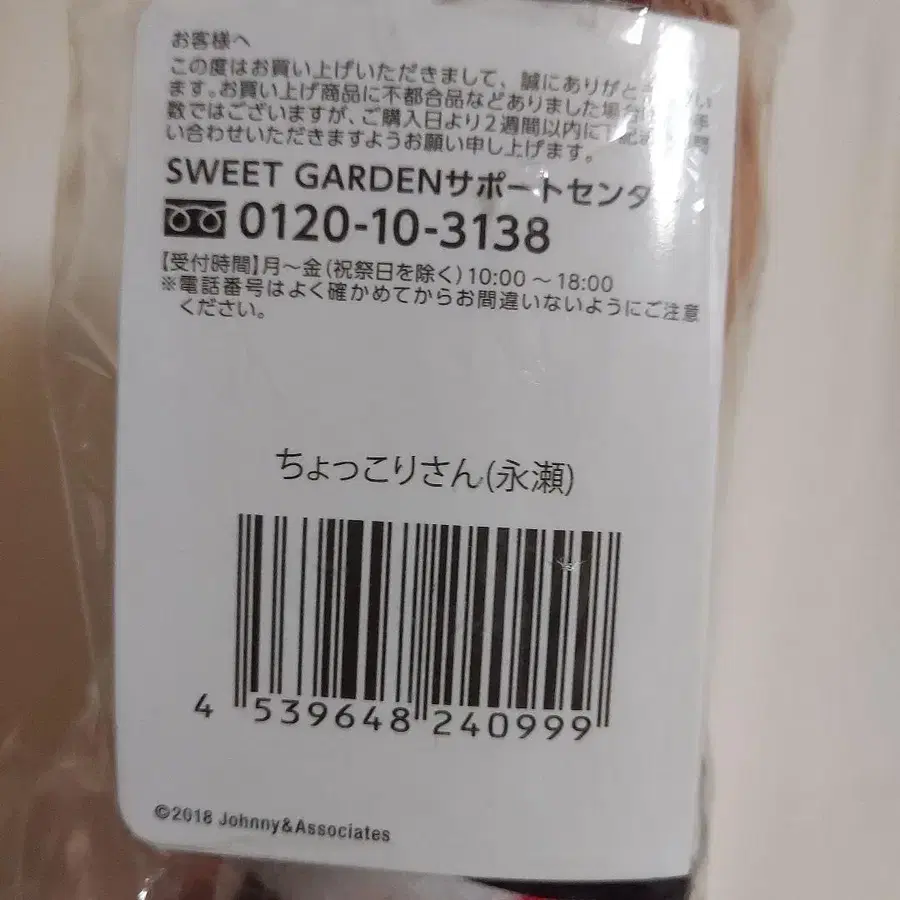 お客様へ
この度はお買い上げいただきまして、誠にありがと
ます。お買い上げ商品に不都合品などありました場合
数ではございますが、ご購入日より2週間以内に下記
い合わせいただきますようお願い申し上げます。
SWEET GARDENサポートセンター
0120-10-3138
【受付時間】月〜金(祝祭日を除く)10:00〜18:00
※電話番号はよく確かめてからお間違いないようにご注意
ください。
ちょっこりさん(永瀬)
4 539648 240999
©2018 Johnny&Associates